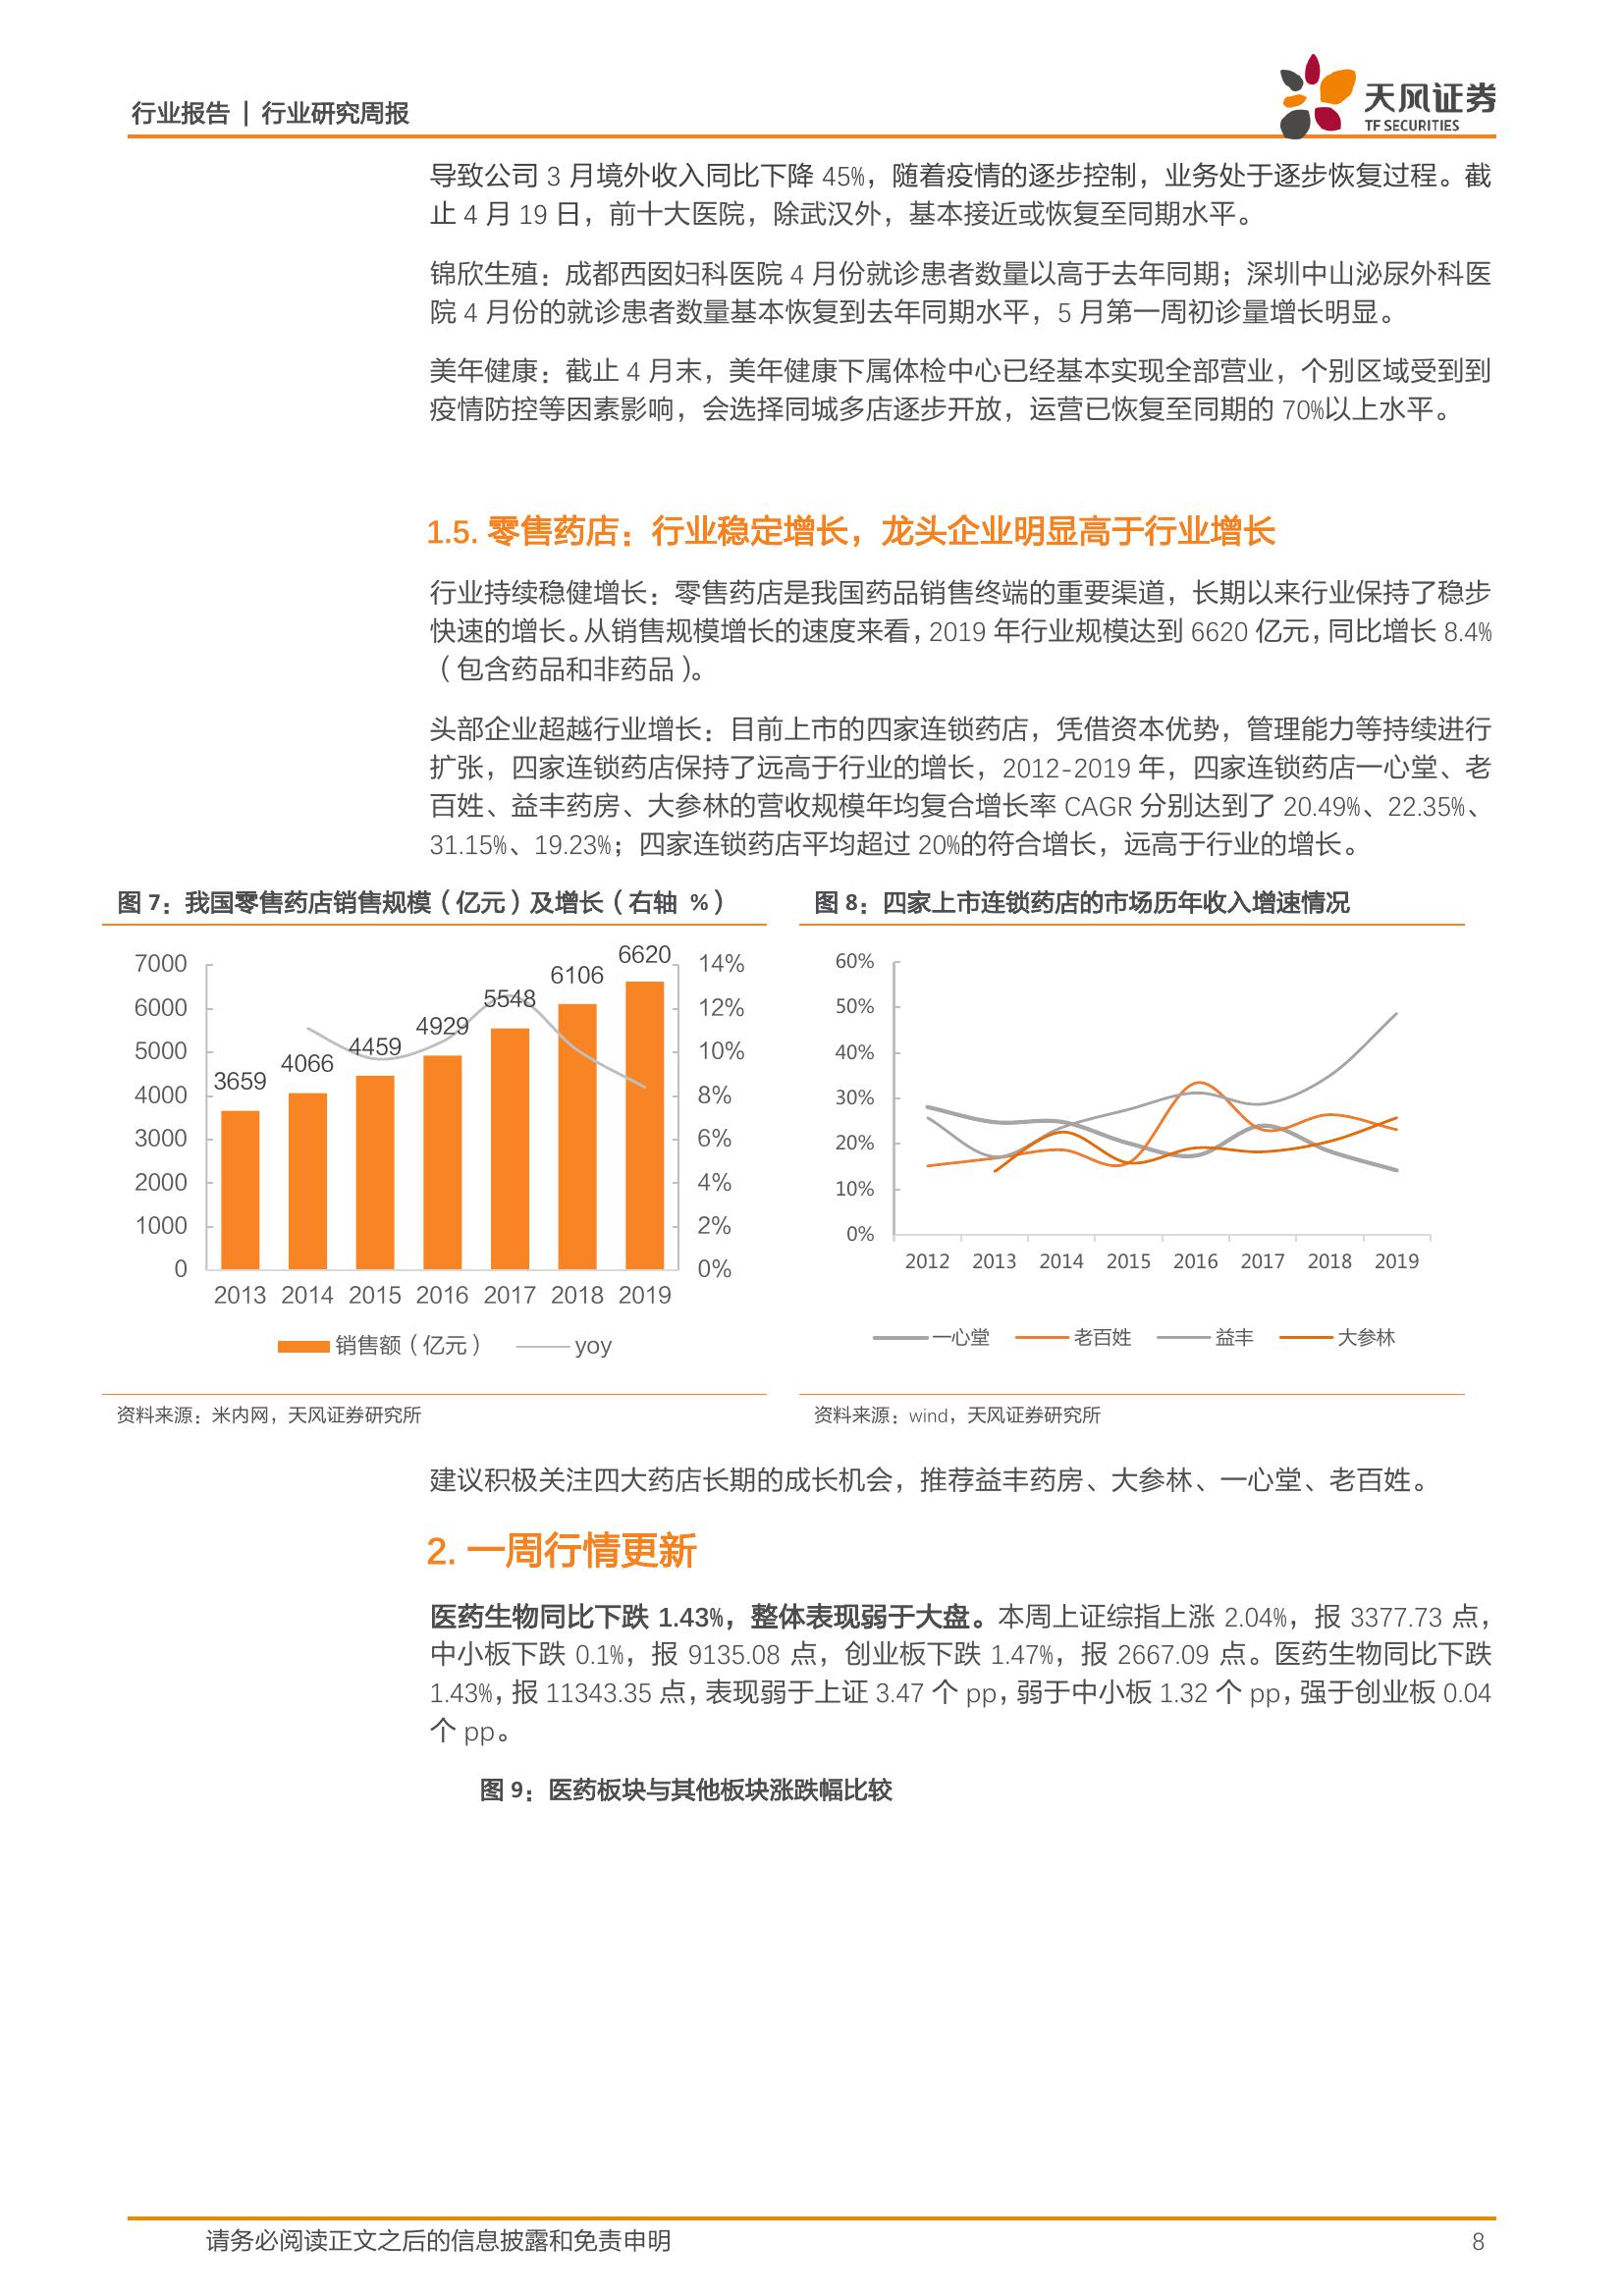 行业报告 | 行业研究周报
天风证券
TF SECURITIES
导致公司 3 月境外收入同比下降 45%，随着疫情的逐步控制，业务处于逐步恢复过程。截
止 4 月 19 日，前十大医院，除武汉外，基本接近或恢复至同期水平。
锦欣生殖：成都西囡妇科医院 4 月份就诊患者数量以高于去年同期；深圳中山泌尿外科医
院 4 月份的就诊患者数量基本恢复到去年同期水平，5 月第一周初诊量增长明显。
美年健康：截止 4 月末，美年健康下属体检中心已经基本实现全部营业，个别区域受到到
疫情防控等因素影响，会选择同城多店逐步开放，运营已恢复至同期的 70%以上水平。
1.5. 零售药店：行业稳定增长，龙头企业明显高于行业增长
行业持续稳健增长：零售药店是我国药品销售终端的重要渠道，长期以来行业保持了稳步
快速的增长。从销售规模增长的速度来看，2019 年行业规模达到 6620 亿元，同比增长 8.4%
（包含药品和非药品）。
头部企业超越行业增长：目前上市的四家连锁药店，凭借资本优势，管理能力等持续进行
扩张，四家连锁药店保持了远高于行业的增长，2012-2019 年，四家连锁药店一心堂、老
百姓、益丰药房、大参林的营收规模年均复合增长率 CAGR 分别达到了 20.49%、22.35%、
31.15%、19.23%；四家连锁药店平均超过 20%的符合增长，远高于行业的增长。
图 7：我国零售药店销售规模（亿元）及增长（右轴 %）
7000
6000
5000
4000
3000
2000
1000
0
3659
4066
4459
4929
5548
6106
6620
14%
12%
10%
8%
6%
4%
2%
0%
2013 2014 2015 2016 2017 2018 2019
销售额（亿元） yoy
资料来源：米内网，天风证券研究所
图 8：四家上市连锁药店的市场历年收入增速情况
60%
50%
40%
30%
20%
10%
0%
2012 2013 2014 2015 2016 2017 2018 2019
一心堂 老百姓 益丰 大参林
资料来源：wind，天风证券研究所
建议积极关注四大药店长期的成长机会，推荐益丰药房、大参林、一心堂、老百姓。
2. 一周行情更新
医药生物同比下跌 1.43%，整体表现弱于大盘。本周上证综指上涨 2.04%，报 3377.73 点，
中小板下跌 0.1%，报 9135.08 点，创业板下跌 1.47%，报 2667.09 点。医药生物同比下跌
1.43%，报 11343.35 点，表现弱于上证 3.47 个 pp，弱于中小板 1.32 个 pp，强于创业板 0.04
个 pp。
图 9：医药板块与其他板块涨跌幅比较
请务必阅读正文之后的信息披露和免责申明
8